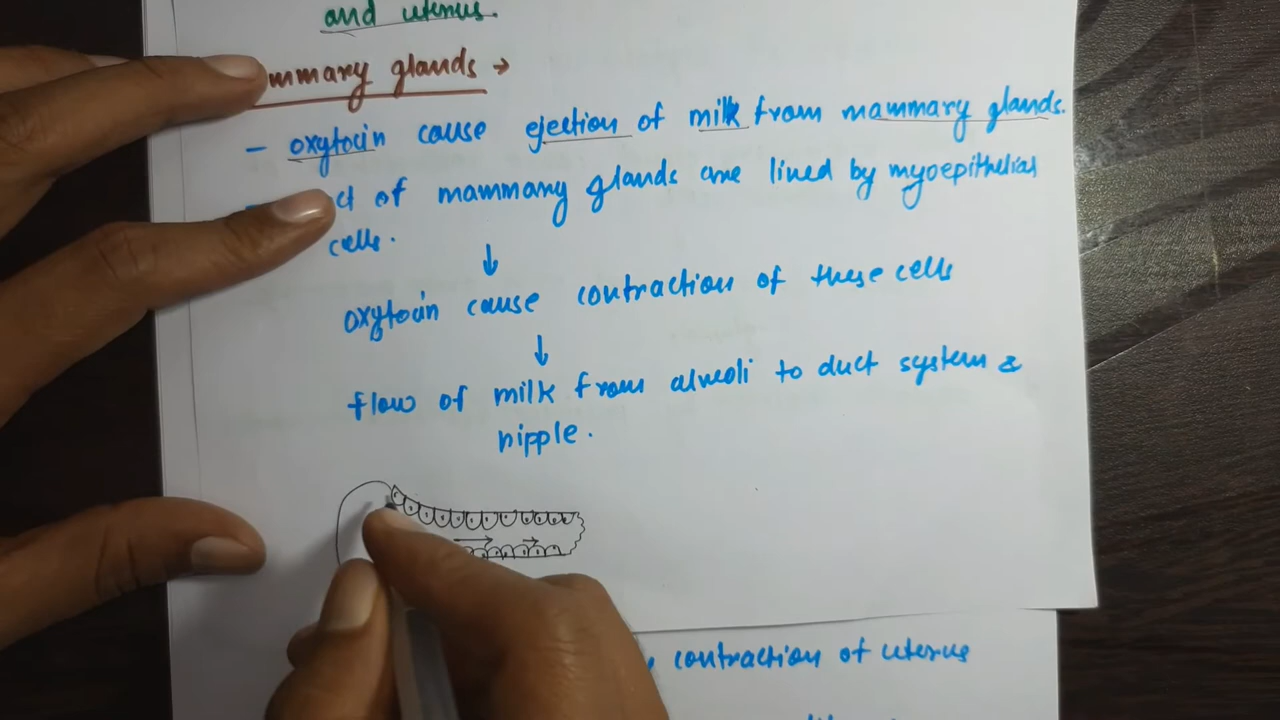 and uterus.
mmary glands →
- oxytocin cause ejection of milk from mammary glands.
ct of mammary glands are lined by myoepithelial
cells.
↓
oxytocin cause contraction of these cells
↓
flow of milk from alveoli to duct system &
nipple.
contraction of uterus